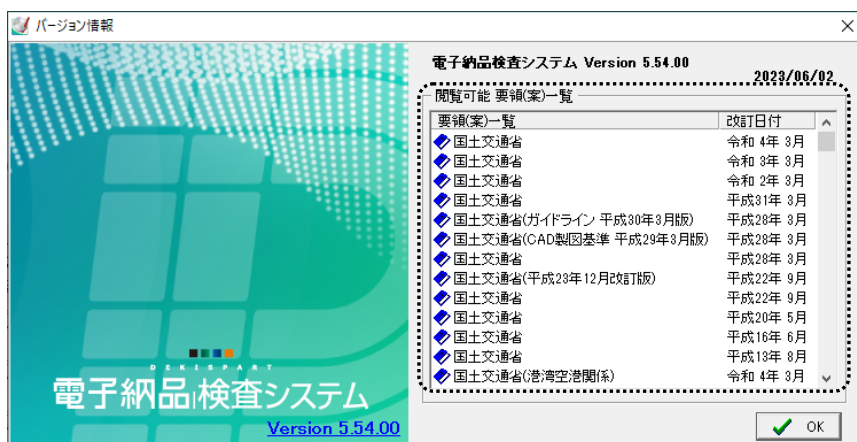 バージョン情報
電子納品検査システム Version 5.54.00
2023/06/02
閲覧可能 要領(案)一覧
要領(案)一覧 改訂日付
国土交通省 令和 4年 3月
国土交通省 令和 3年 3月
国土交通省 令和 2年 3月
国土交通省 平成31年 3月
国土交通省(ガイドライン 平成30年3月版) 平成28年 3月
国土交通省(CAD製図基準 平成29年3月版) 平成28年 3月
国土交通省 平成28年 3月
国土交通省(平成23年12月改訂版) 平成22年 9月
国土交通省 平成22年 9月
国土交通省 平成20年 5月
国土交通省 平成16年 6月
国土交通省 平成13年 8月
国土交通省(港湾空港関係) 令和 4年 3月
DEKISPART
電子納品検査システム
Version 5.54.00
OK